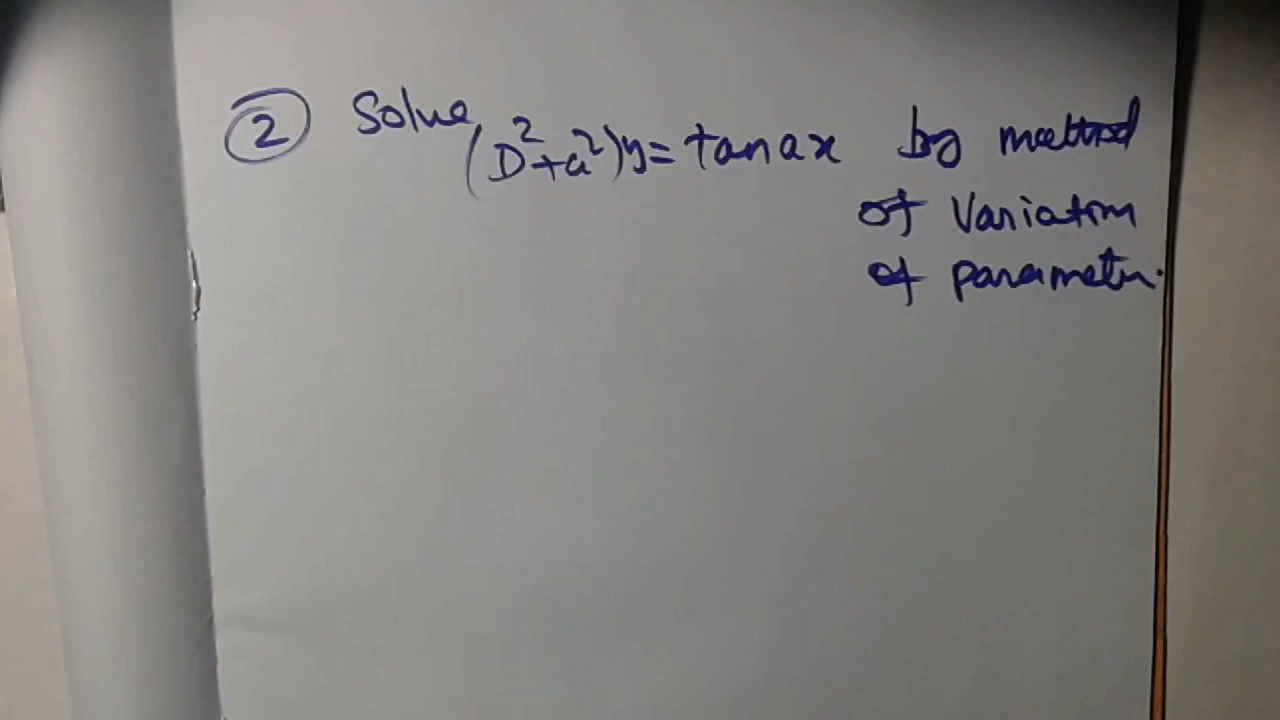 ② Solve (D²+a²)y = tan ax by method
of Variation
of parameter.